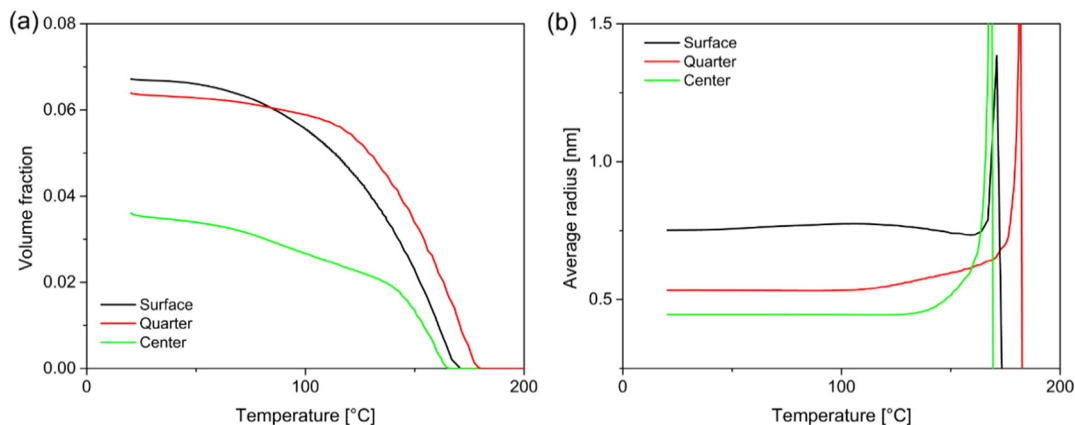 (a)
0.08
0.06
0.04
0.02
0.00
Volume fraction
Surface
Quarter
Center
0
100
200
Temperature [°C]
(b)
1.5
1.0
0.5
Average radius [nm]
Surface
Quarter
Center
0
100
200
Temperature [°C]